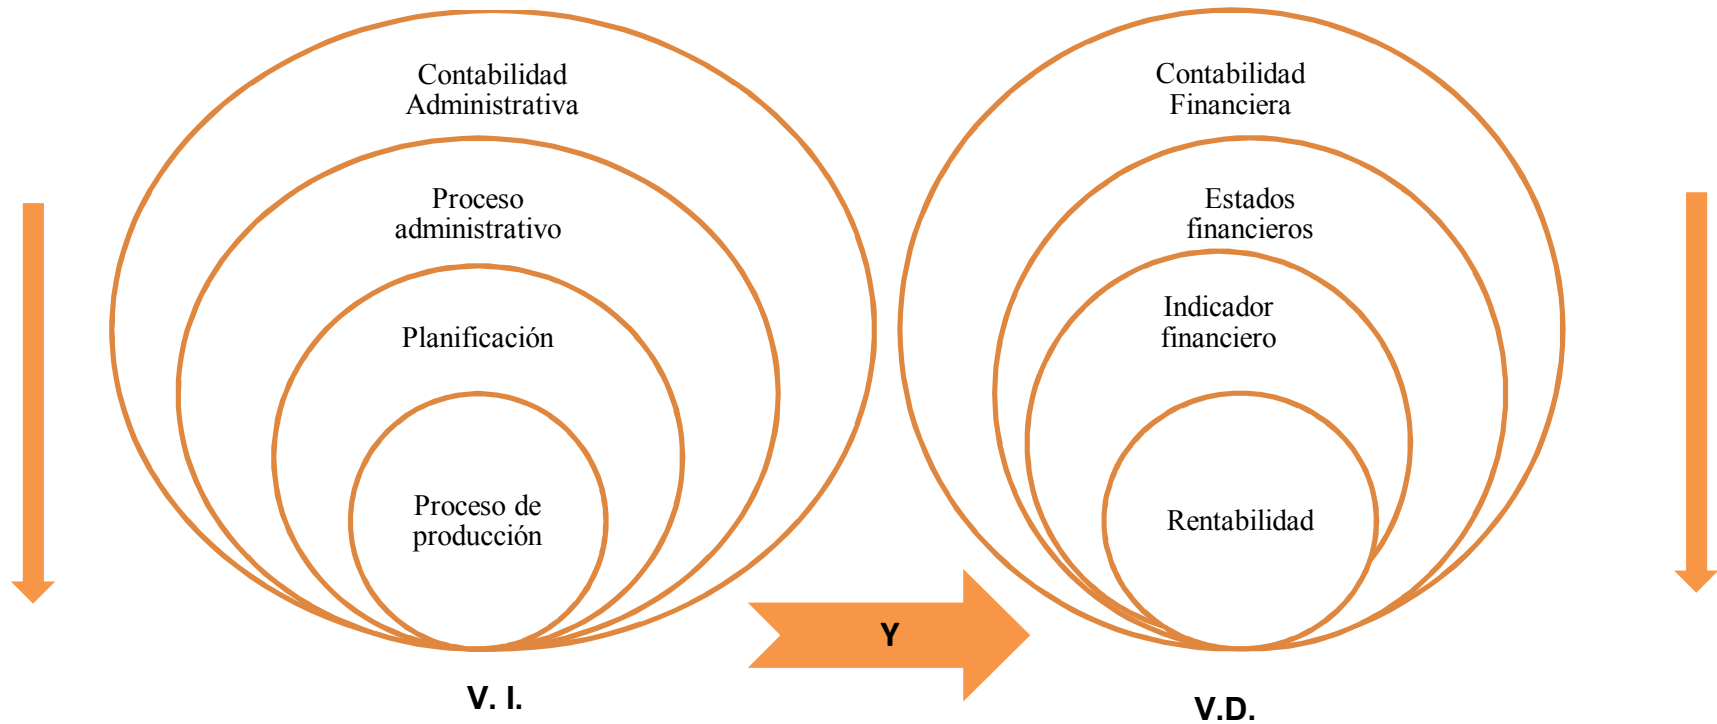 Contabilidad
Administrativa
Proceso
administrativo
Planificación
Proceso de
producción
V. I.
Y
Contabilidad
Financiera
Estados
financieros
Indicador
financiero
Rentabilidad
V.D.